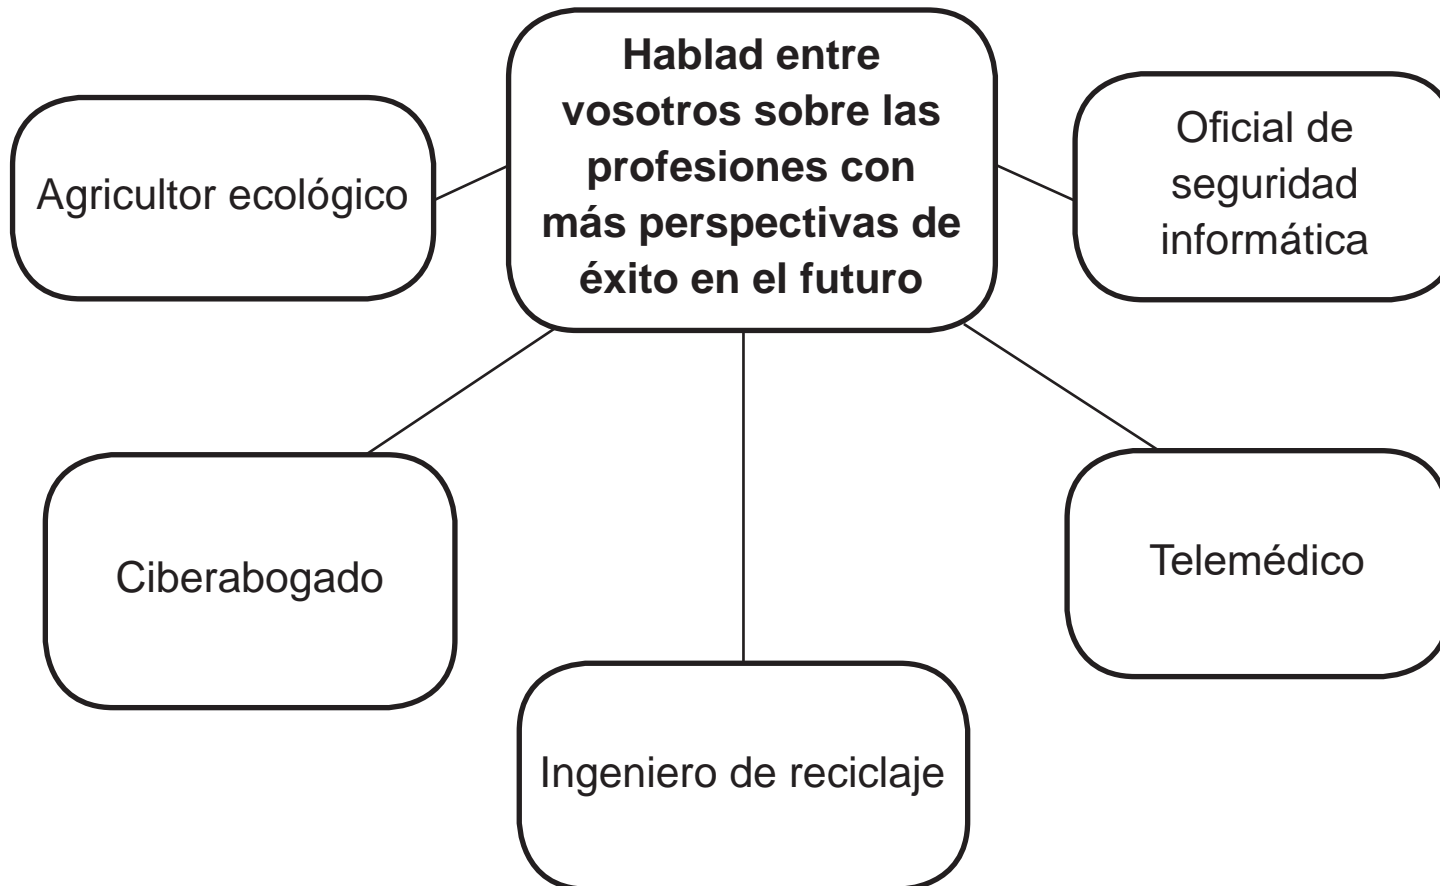 Hablad entre
vosotros sobre las
profesiones con
más perspectivas de
éxito en el futuro
Agricultor ecológico
Oficial de
seguridad
informática
Ciberabogado
Telemédico
Ingeniero de reciclaje